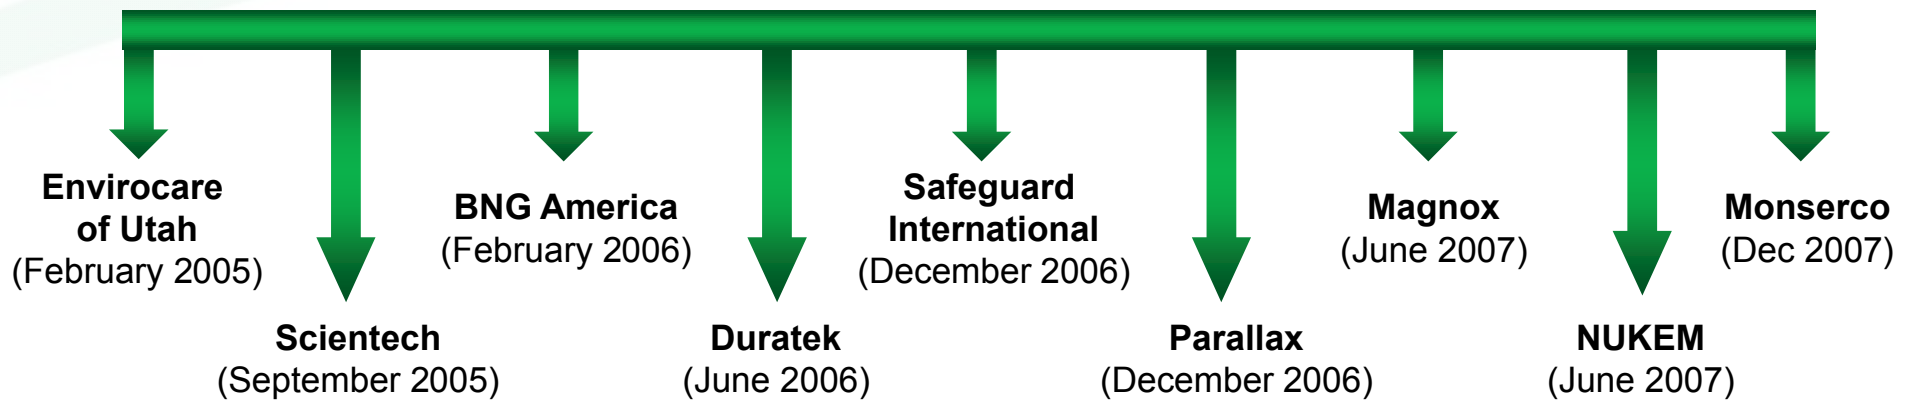 Envirocare
of Utah
(February 2005)
Scientech
(September 2005)
BNG America
(February 2006)
Duratek
(June 2006)
Safeguard
International
(December 2006)
Parallax
(December 2006)
Magnox
(June 2007)
NUKEM
(June 2007)
Monserco
(Dec 2007)